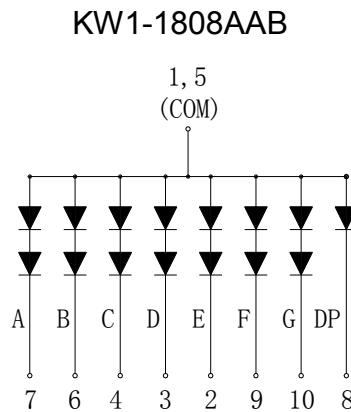 KW1-1808AAB
1,5
(COM)
A B C D E F G DP
7 6 4 3 2 9 10 8